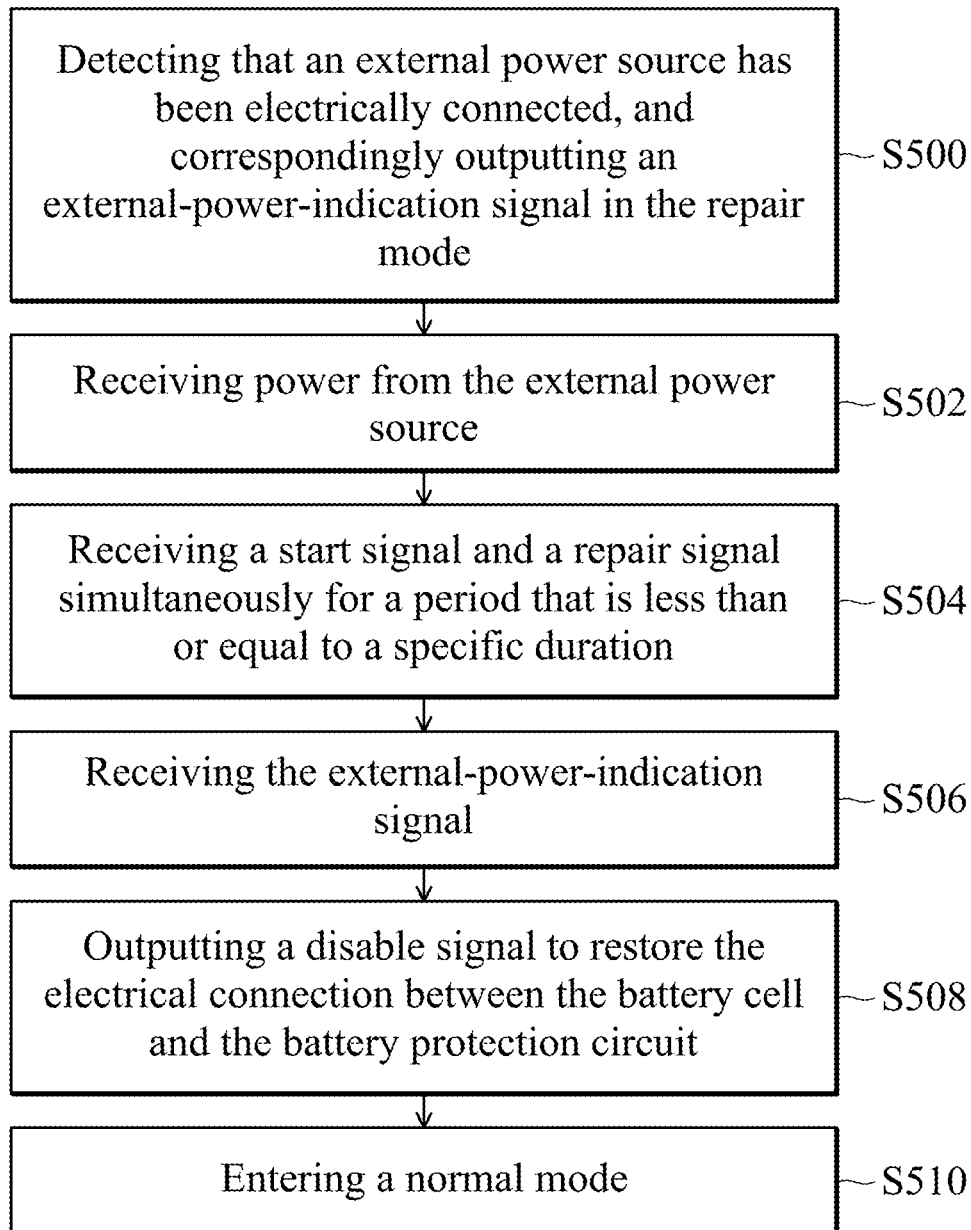 Detecting that an external power source has
been electrically connected, and
correspondingly outputting an
external-power-indication signal in the repair
mode
S500
Receiving power from the external power
source
S502
Receiving a start signal and a repair signal
simultaneously for a period that is less than
or equal to a specific duration
S504
Receiving the external-power-indication
signal
S506
Outputting a disable signal to restore the
electrical connection between the battery cell
and the battery protection circuit
S508
Entering a normal mode
S510